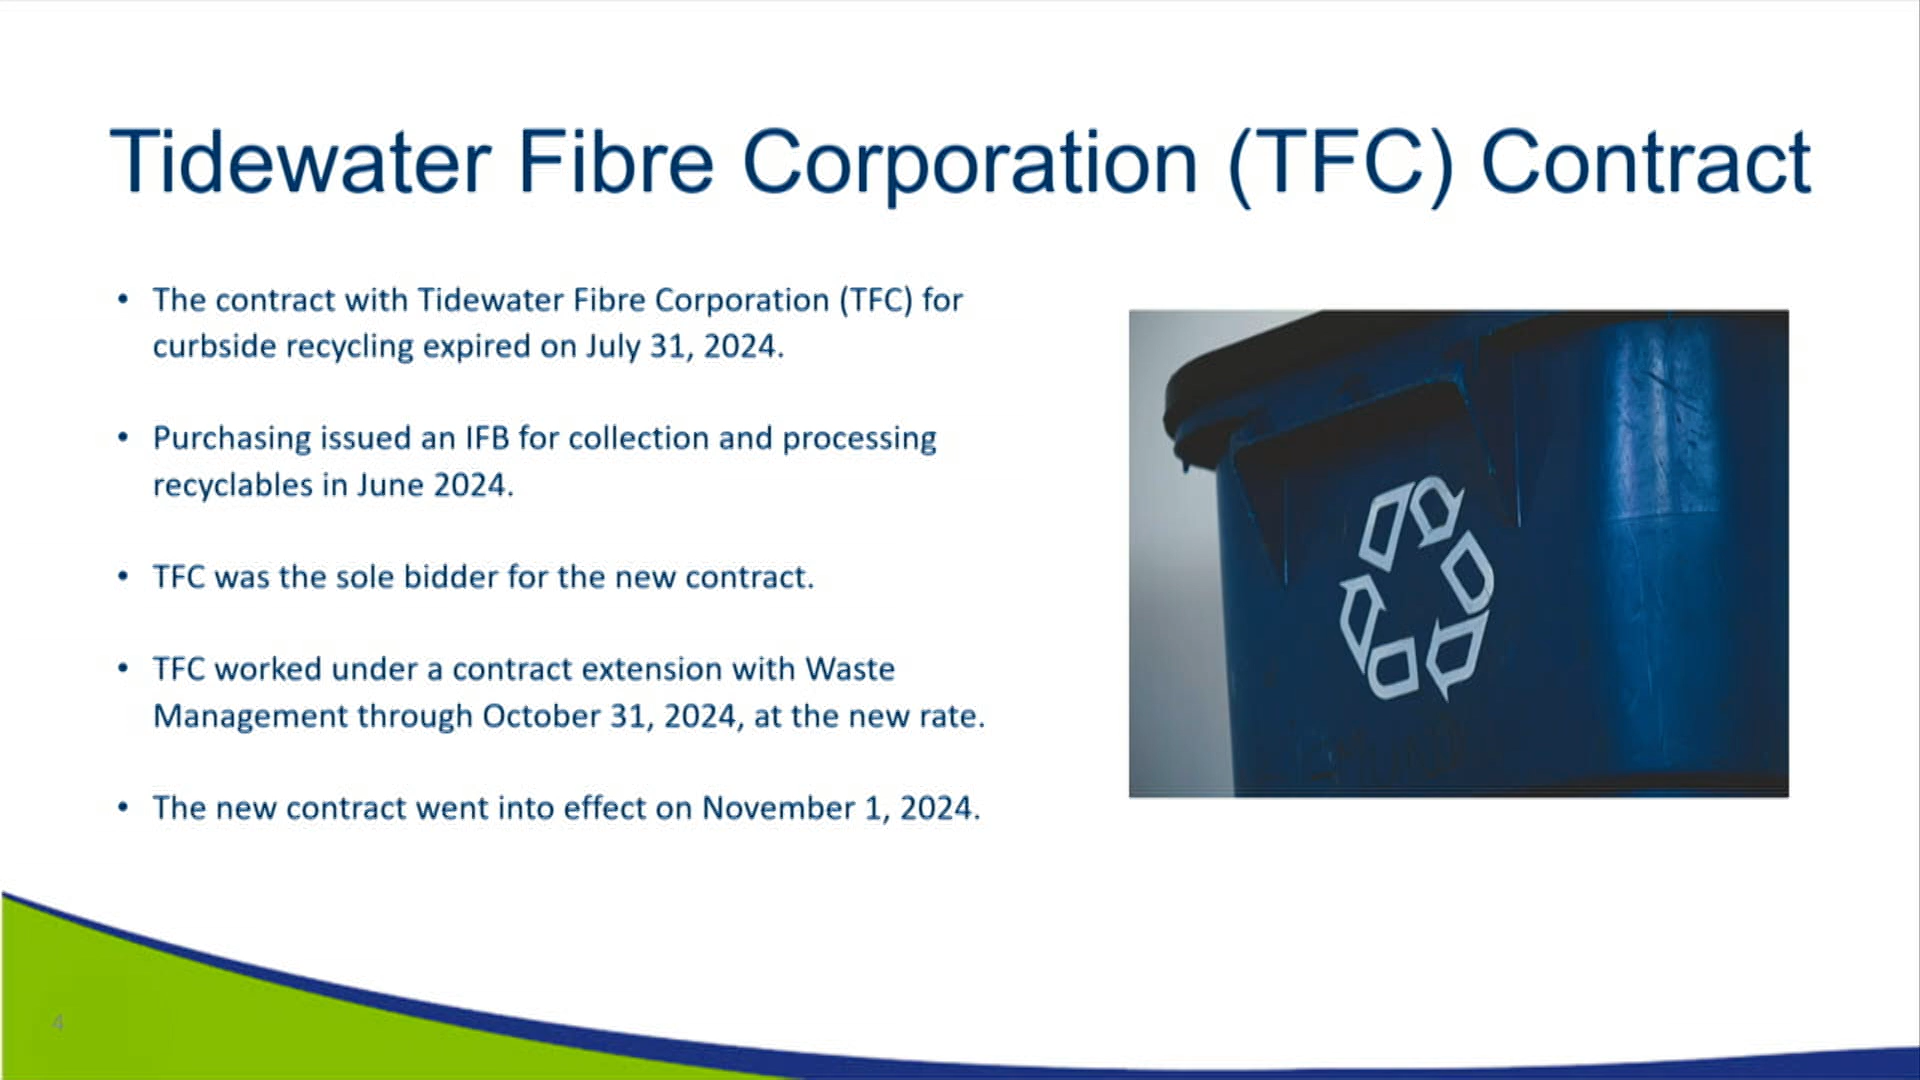 Tidewater Fibre Corporation (TFC) Contract
• The contract with Tidewater Fibre Corporation (TFC) for
curbside recycling expired on July 31, 2024.
• Purchasing issued an IFB for collection and processing
recyclables in June 2024.
• TFC was the sole bidder for the new contract.
• TFC worked under a contract extension with Waste
Management through October 31, 2024, at the new rate.
• The new contract went into effect on November 1, 2024.
4